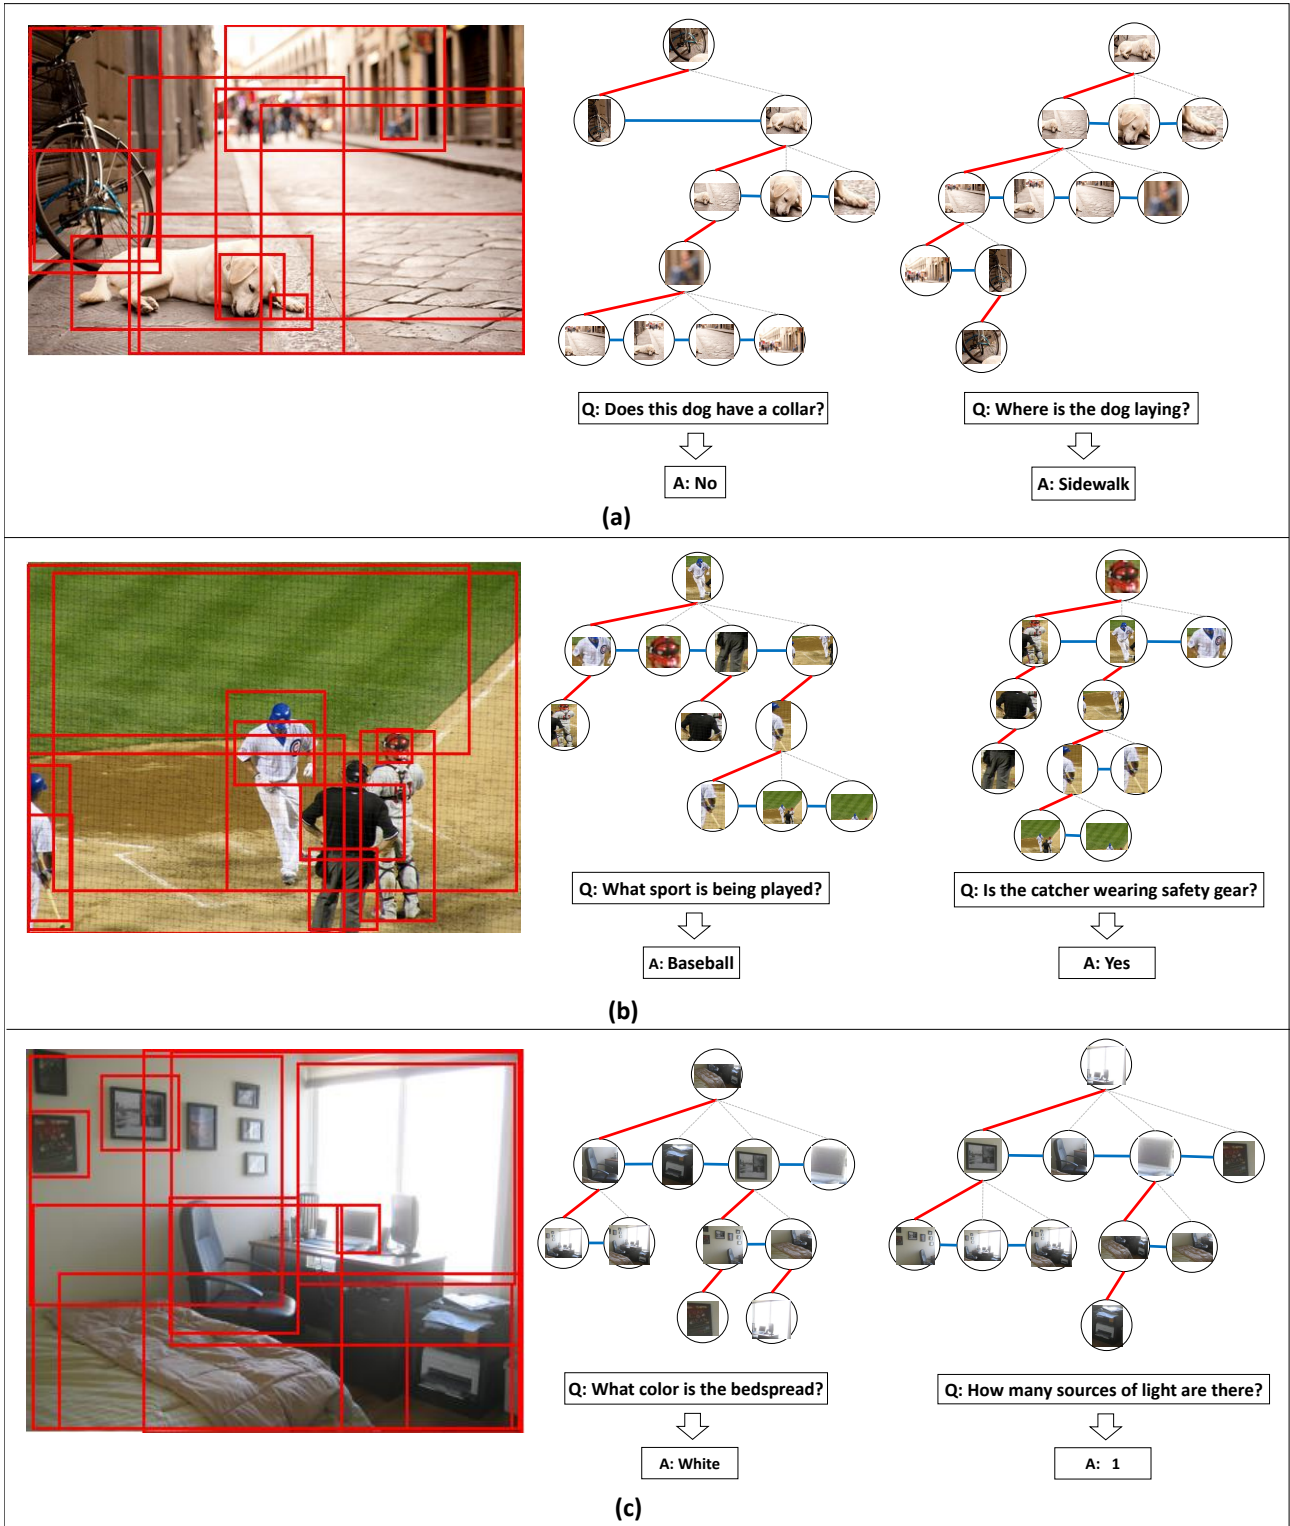 Q: Does this dog have a collar?
A: No
Q: Where is the dog laying?
A: Sidewalk
(a)
Q: What sport is being played?
A: Baseball
Q: Is the catcher wearing safety gear?
A: Yes
(b)
Q: What color is the bedspread?
A: White
Q: How many sources of light are there?
A: 1
(c)